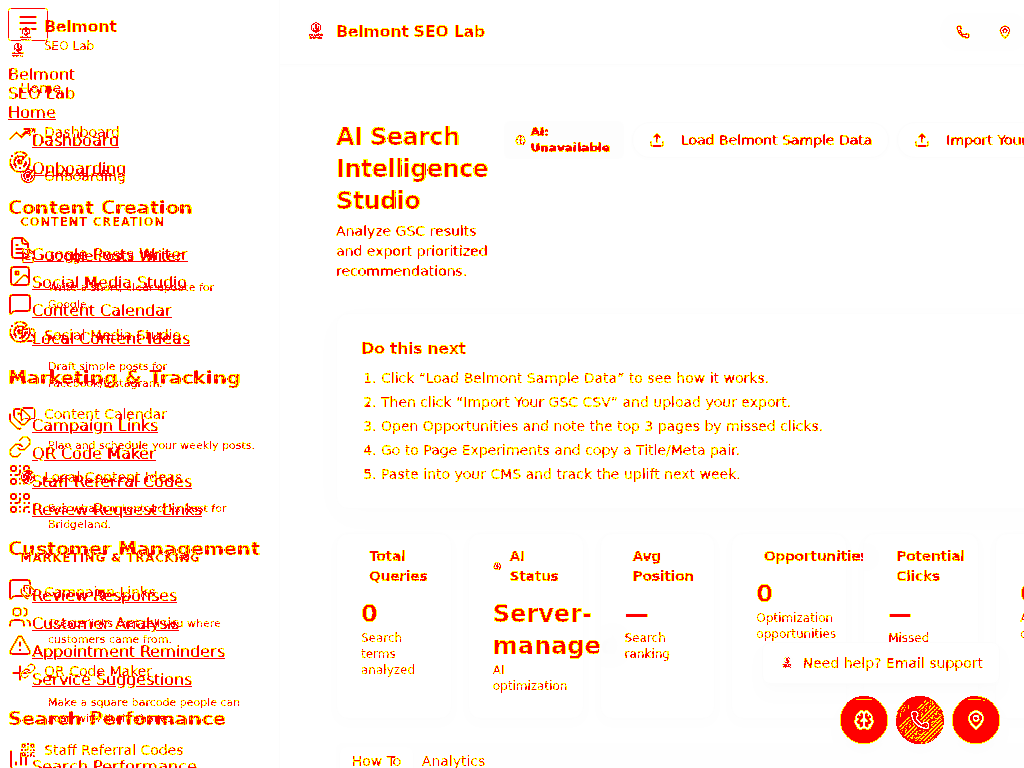 Belmont
SEO Lab
Belmont
SEO Lab
Home
Home
Dashboard
Dashboard
Onboarding
Onboarding
Content Creation
CONTENT CREATION
Google Posts Writer
Google Posts Writer
Social Media Studio
Google.
Content Calendar
Social Media Studio
Local Content Ideas
Draft simple posts for
Marketing & Tracking
Content Calendar
Campaign Links
Plan and schedule your weekly posts.
QR Code Maker
Local Content Ideas
Staff Referral Codes
Review Request Links
Bridgeland.
Customer Management
MARKETING & TRACKING
Campaign Links
Review Responses
Customer Analysis
customers came from.
Appointment Reminders
QR Code Maker
Service Suggestions
Make a square barcode people can
Search Performance
Staff Referral Codes
Search Performance
Belmont SEO Lab
AI Search
Intelligence
Studio
Analyze GSC results
and export prioritized
recommendations.
AI:
Unavailable
Load Belmont Sample Data
Import Your
Do this next
1. Click “Load Belmont Sample Data” to see how it works.
2. Then click “Import Your GSC CSV” and upload your export.
3. Open Opportunities and note the top 3 pages by missed clicks.
4. Go to Page Experiments and copy a Title/Meta pair.
5. Paste into your CMS and track the uplift next week.
Total
Queries
0
Search
terms
analyzed
AI
Status
Server-
manage
AI
optimization
Avg
Position
—
Search
ranking
Opportunities
0
Optimization
opportunities
Potential
Clicks
—
Missed
Need help? Email support
How To
Analytics